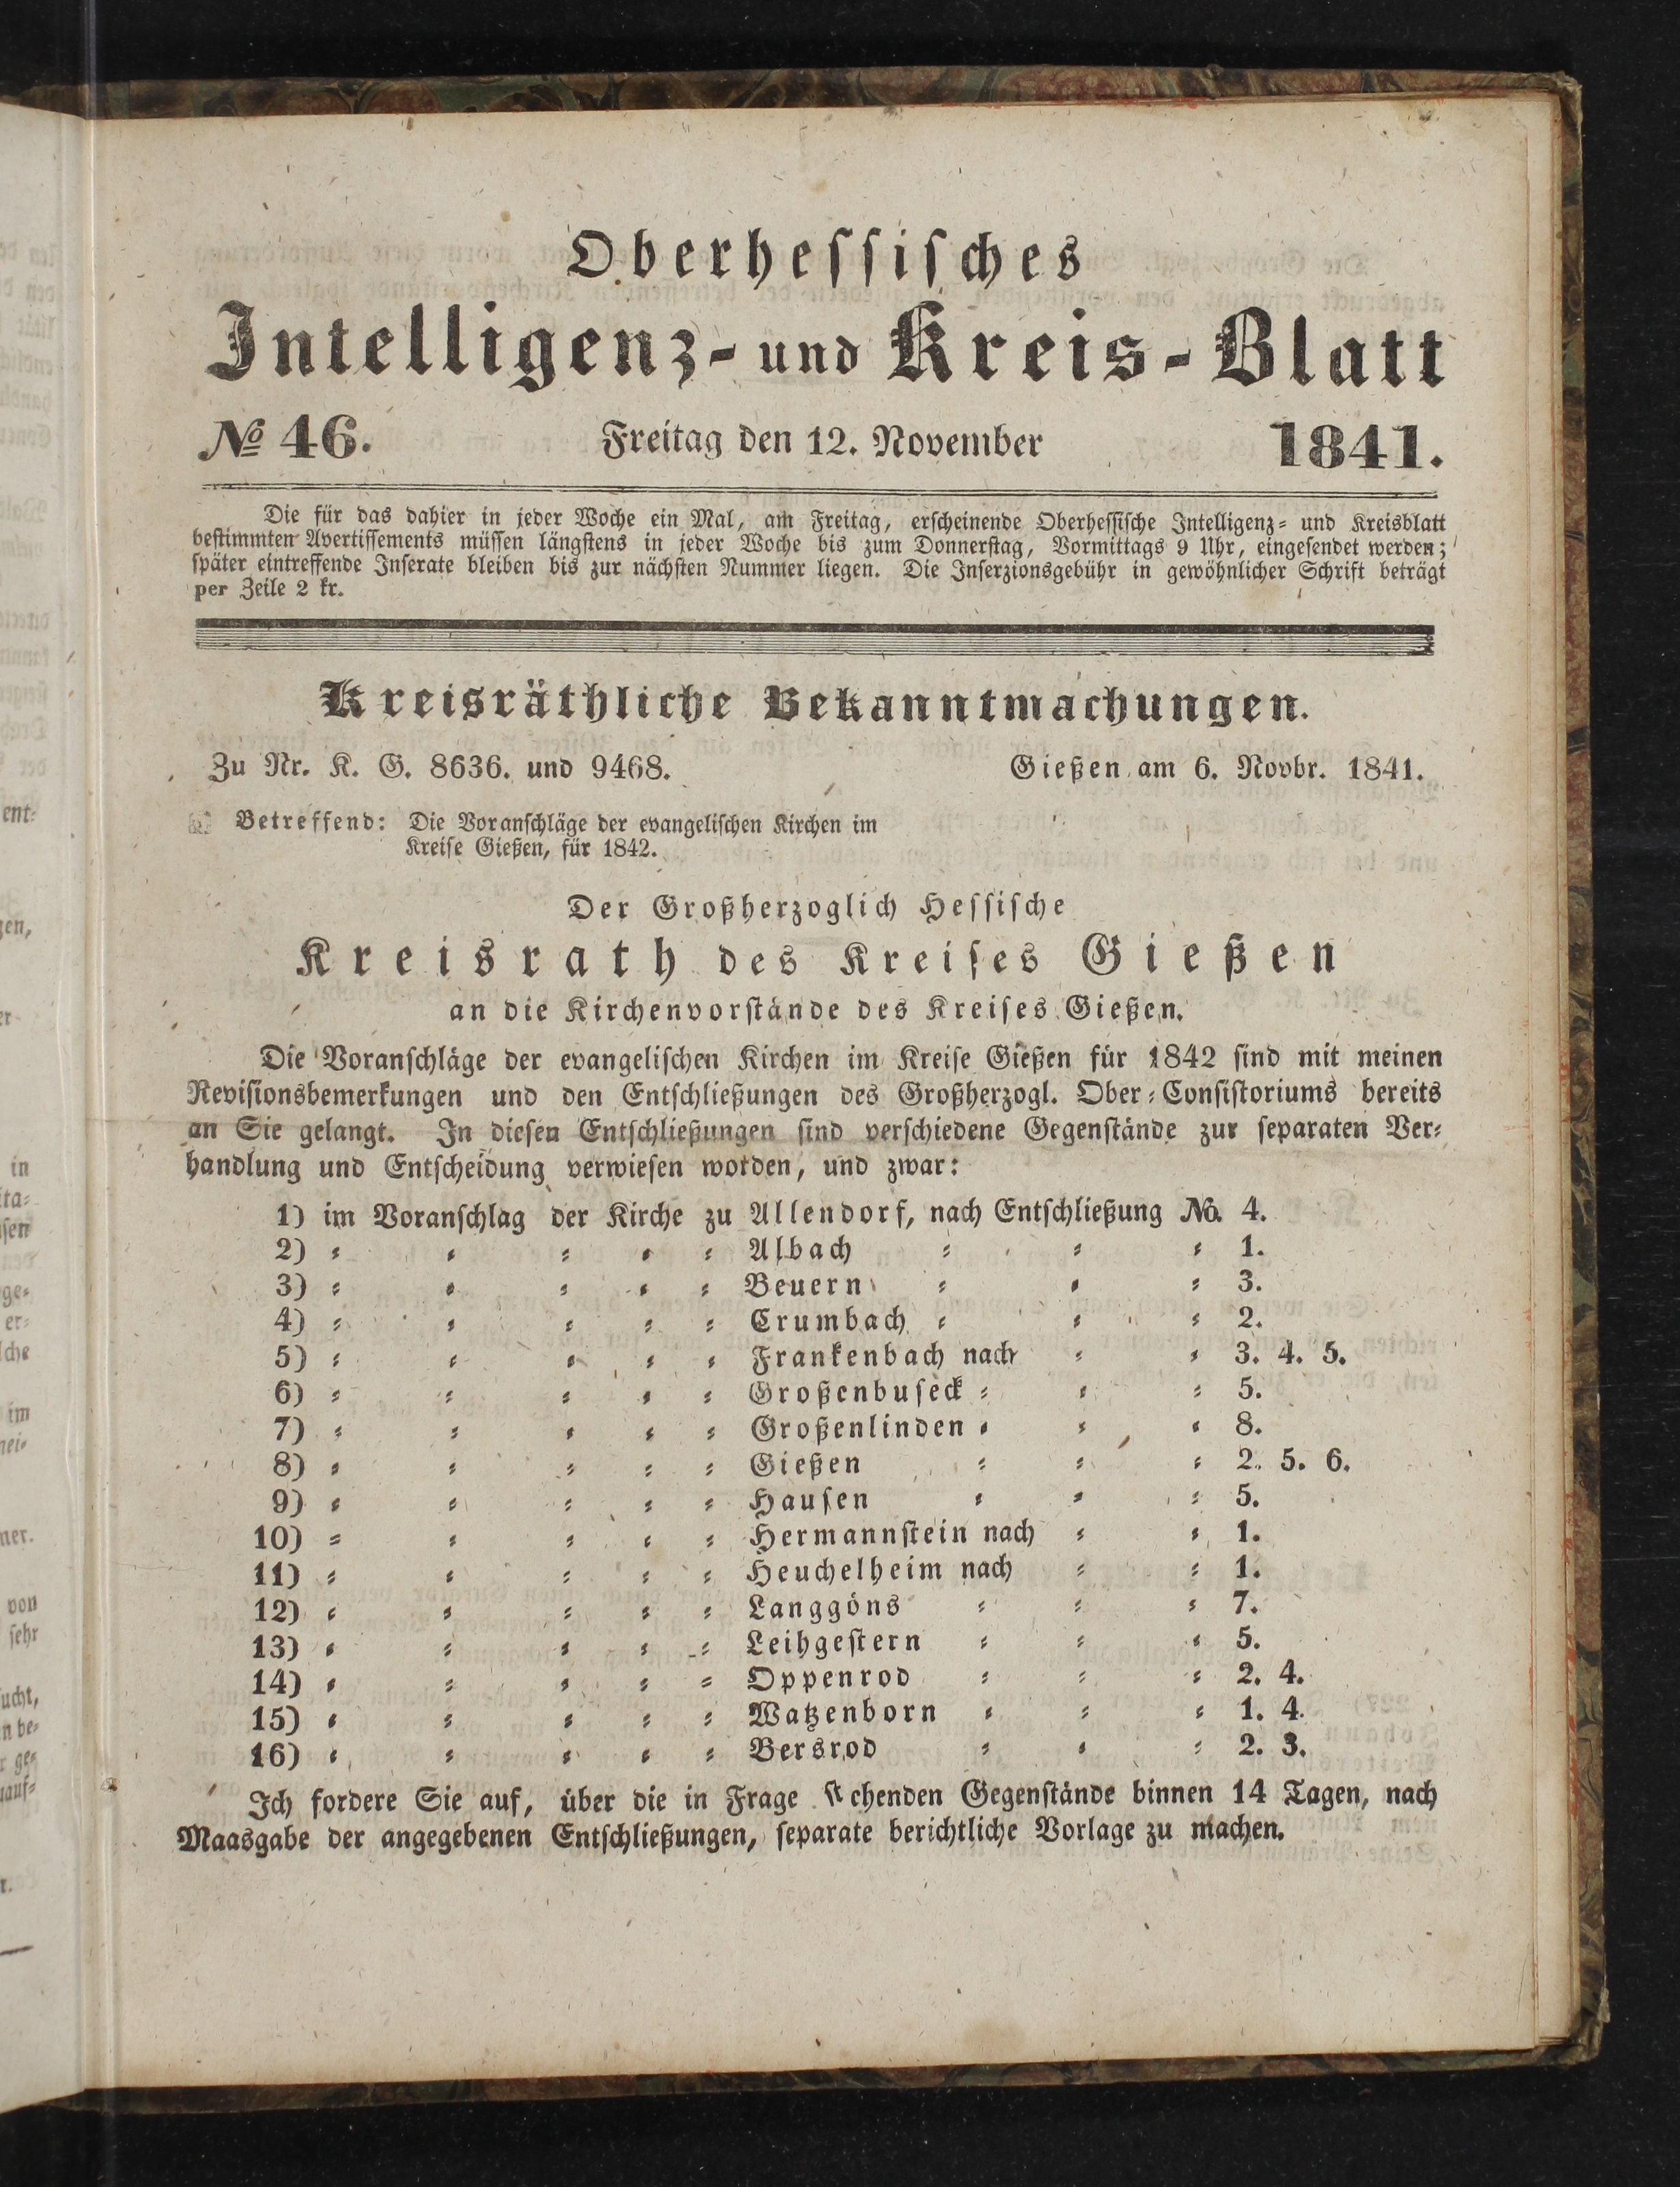 Oberhessisches
Intelligenz- und Kreis-Blatt
No 46. Freitag den 12. November 1841.
Die für das dahier in jeder Woche ein Mal, am Freitag, erscheinende Oberhessische Intelligenz- und Kreisblatt
bestimmten Avertissements müssen längstens in jeder Woche bis zum Donnerstag, Vormittags 9 Uhr, eingesendet werden;
später eintreffende Inserate bleiben bis zur nächsten Nummer liegen. Die Inserzionsgebühr in gewöhnlicher Schrift beträgt
per Zeile 2 kr.
Kreisräthliche Bekanntmachungen.
Zu Nr. K. G. 8636. und 9468. Gießen am 6. Novbr. 1841.
Betreffend: Die Voranschläge der evangelischen Kirchen im
Kreise Gießen, für 1842.
Der Großherzoglich Hessische
Kreisrath des Kreises Gießen
an die Kirchenvorstände des Kreises Gießen.
Die Voranschläge der evangelischen Kirchen im Kreise Gießen für 1842 sind mit meinen
Revisionsbemerkungen und den Entschließungen des Großherzogl. Ober-Consistoriums bereits
an Sie gelangt. In diesen Entschließungen sind verschiedene Gegenstände zur separaten Ver-
handlung und Entscheidung verwiesen worden, und zwar:
1) im Voranschlag der Kirche zu Allendorf, nach Entschließung No. 4.
2) " " " " " Albach " " " 1.
3) " " " " " Beuern " " " 3.
4) " " " " " Crumbach " " " 2.
5) " " " " " Frankenbach nach " " 3. 4. 5.
6) " " " " " Großenbuseck " " " 5.
7) " " " " " Großenlinden " " " 8.
8) " " " " " Gießen " " " 2. 5. 6.
9) " " " " " Hausen " " " 5.
10) " " " " " Hermannstein nach " " 1.
11) " " " " " Heuchelheim nach " " 1.
12) " " " " " Langgöns " " " 7.
13) " " " " " Leihgestern " " " 5.
14) " " " " " Oppenrod " " " 2. 4.
15) " " " " " Watzenborn " " " 1. 4.
16) " " " " " Bersrod " " " 2. 3.
Ich fordere Sie auf, über die in Frage stehenden Gegenstände binnen 14 Tagen, nach
Maasgabe der angegebenen Entschließungen, separate berichtliche Vorlage zu machen.